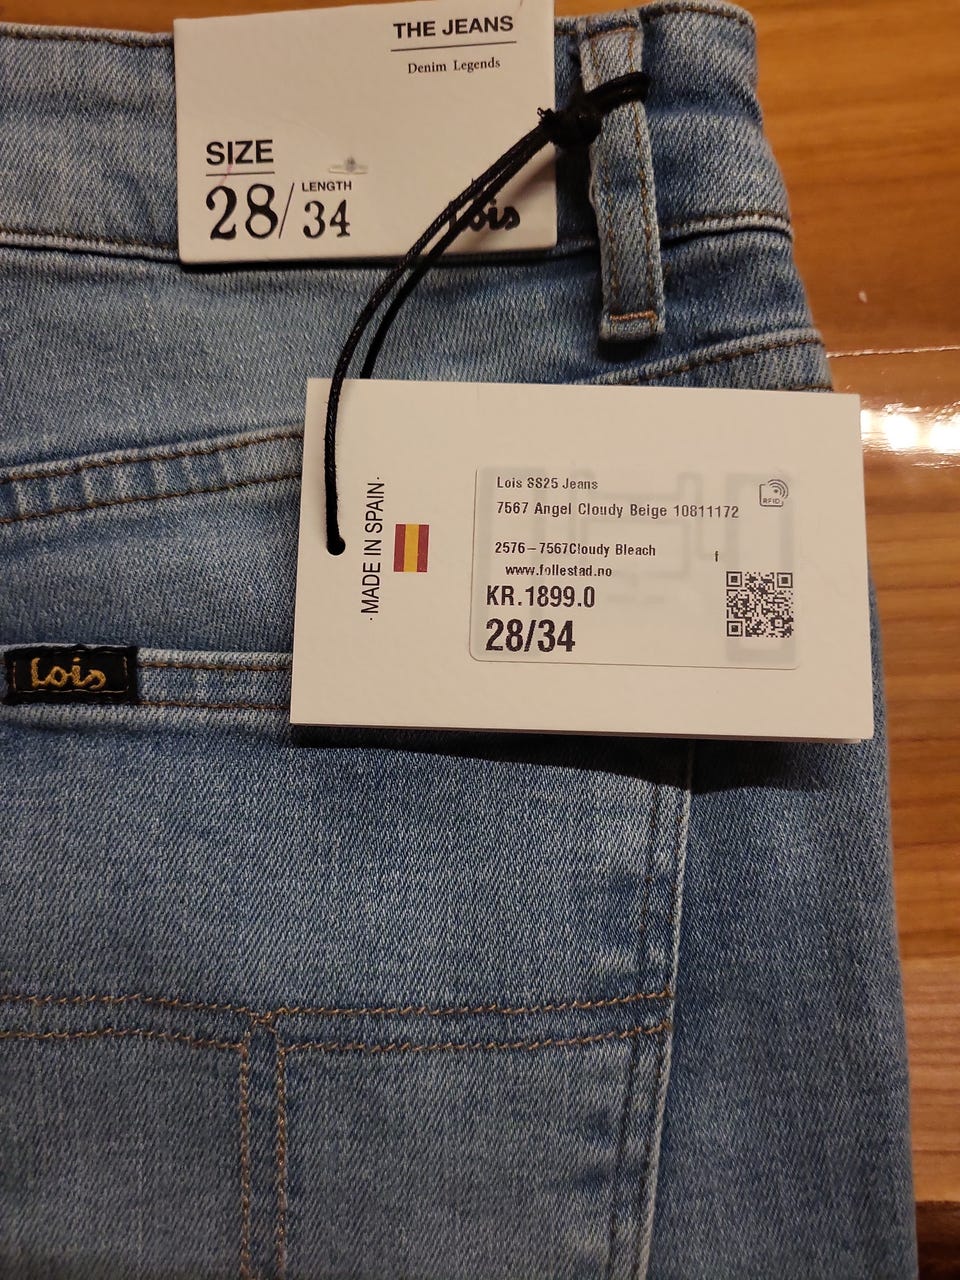 THE JEANS
Denim Legends
SIZE
28/
LENGTH
34
Lois
·MADE IN SPAIN·
Lois SS25 Jeans
RFID
7567 Angel Cloudy Beige 10811172
2576-7567Cloudy Bleach
f
www.follestad.no
KR.1899.0
28/34
Lois